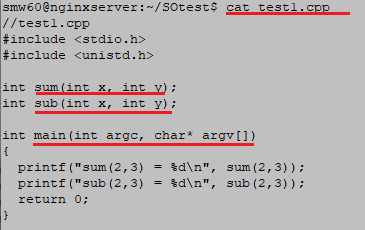 smw60@nginxserver:~/SOtest$ cat test1.cpp
//test1.cpp
#include <stdio.h>
#include <unistd.h>
int sum(int x, int y);
int sub(int x, int y);
int main(int argc, char* argv[])
{
  printf("sum(2,3) = %d\n", sum(2,3));
  printf("sub(2,3) = %d\n", sub(2,3));
  return 0;
}